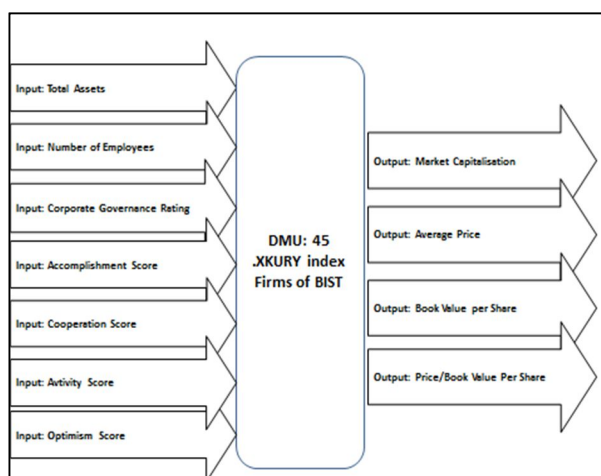 Input: Total Assets
Input: Number of Employees
Input: Corporate Governance Rating
Input: Accomplishment Score
Input: Cooperation Score
Input: Avtivity Score
Input: Optimism Score
DMU: 45
.XKURY index
Firms of BIST
Output: Market Capitalisation
Output: Average Price
Output: Book Value per Share
Output: Price/Book Value Per Share